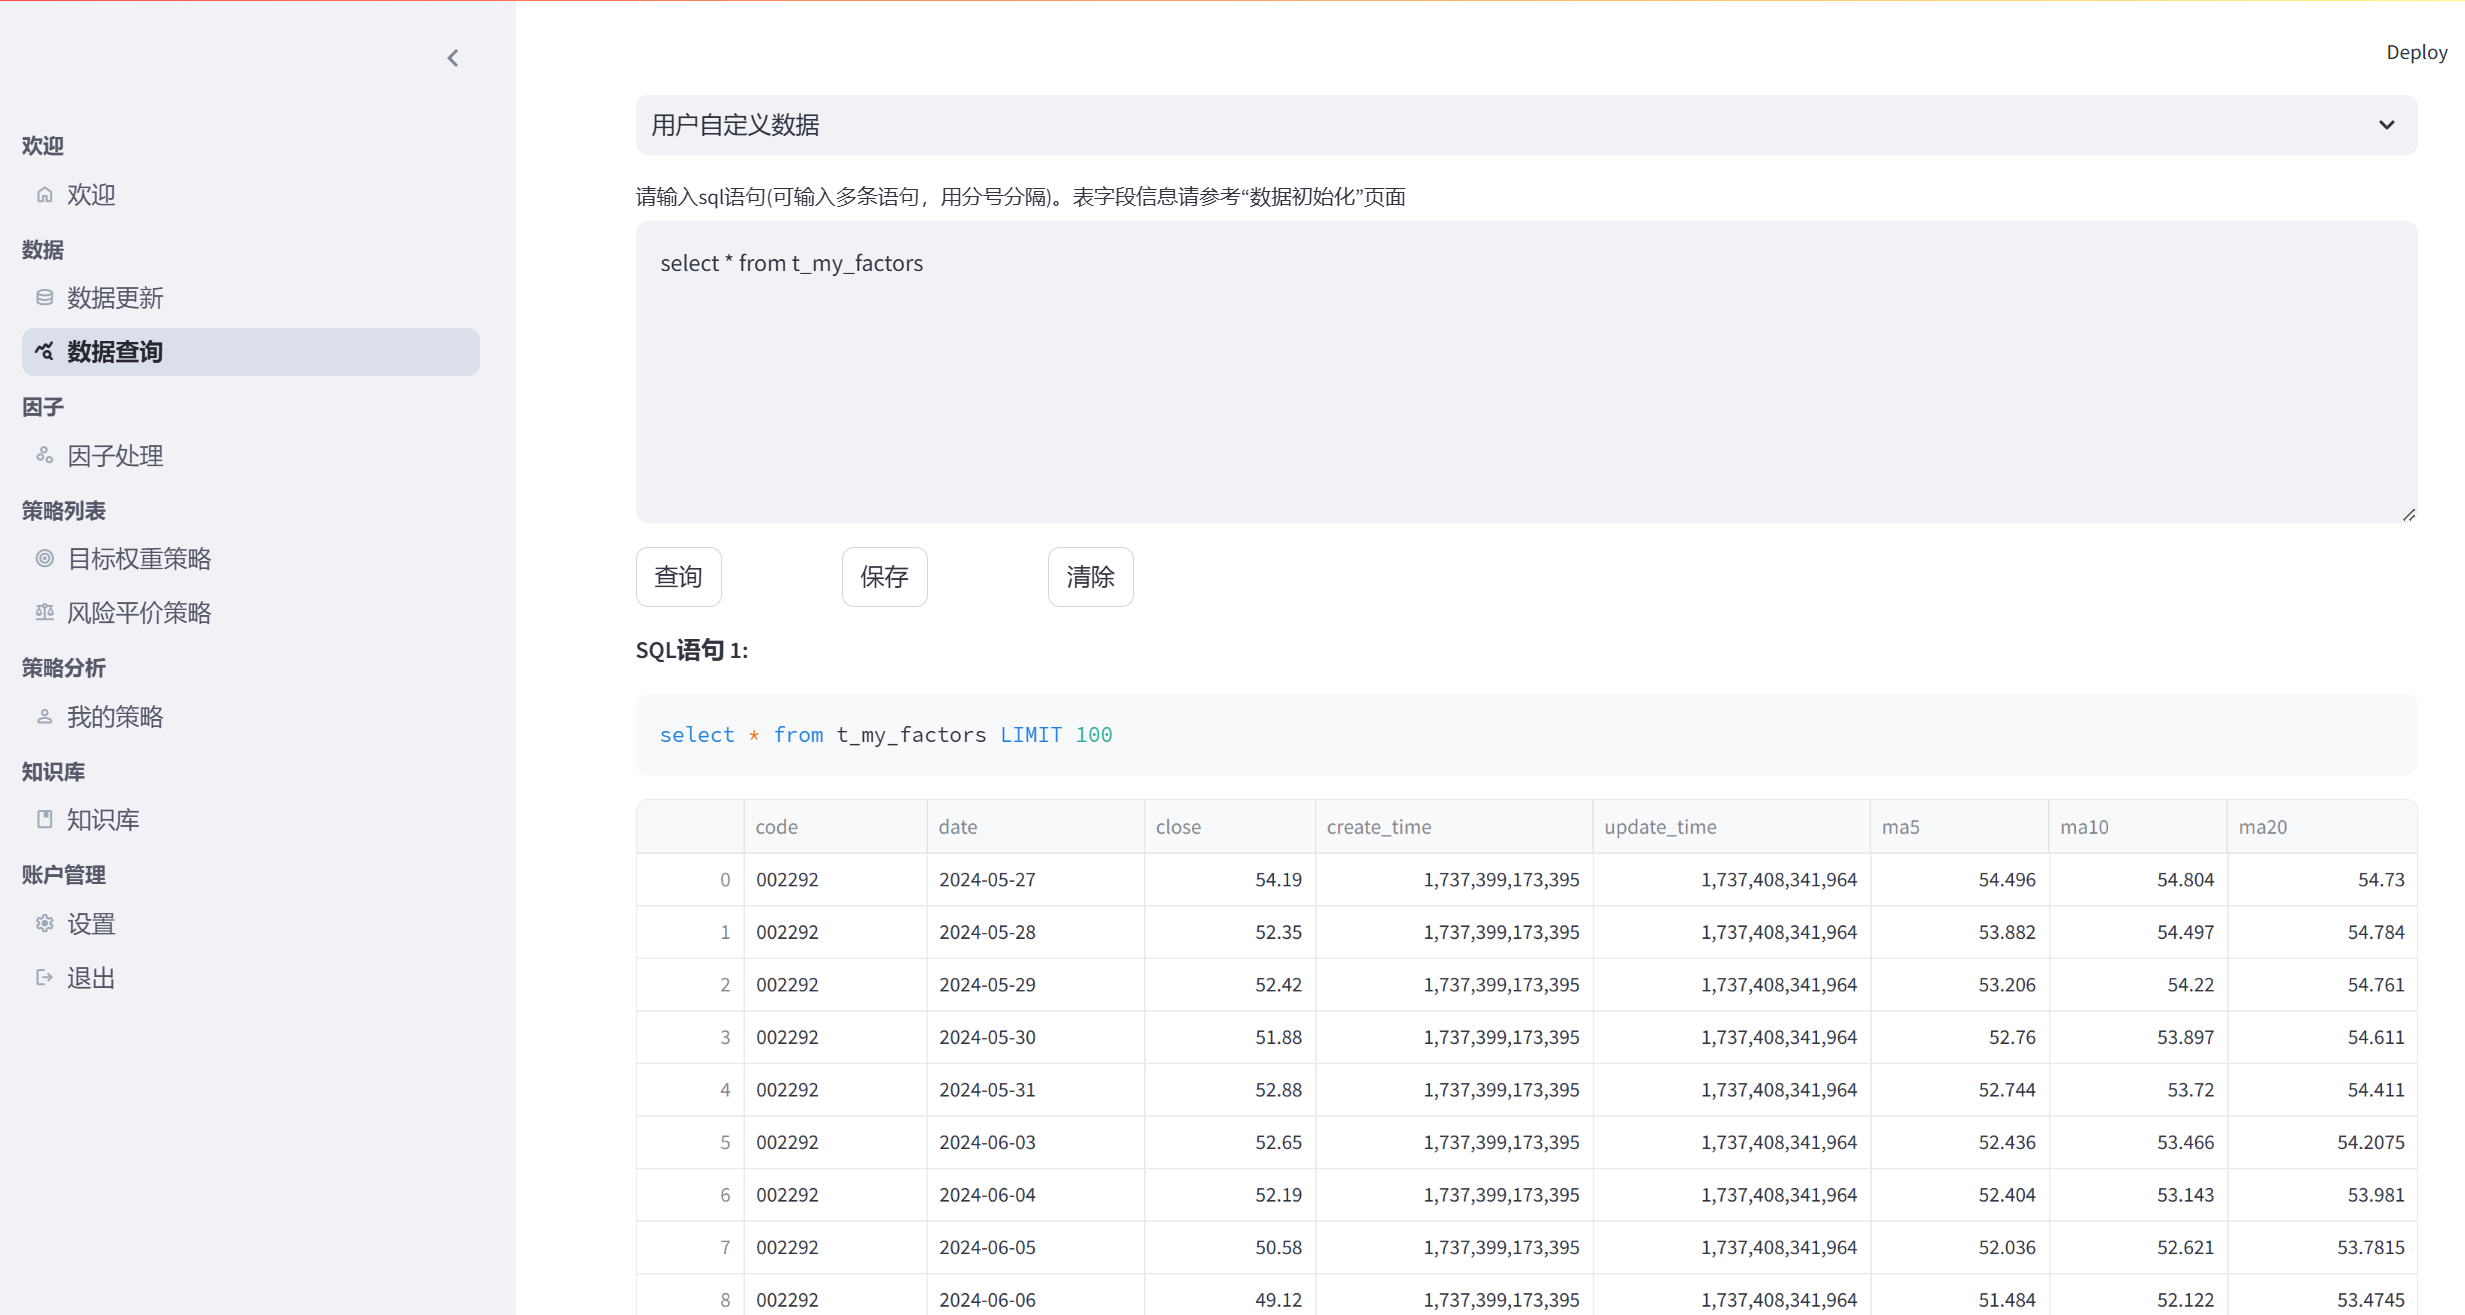 Deploy
欢迎
欢迎
数据
数据更新
数据查询
因子
因子处理
策略列表
目标权重策略
风险平价策略
策略分析
我的策略
知识库
知识库
账户管理
设置
退出
用户自定义数据
请输入sql语句(可输入多条语句，用分号分隔)。表字段信息请参考“数据初始化”页面
select * from t_my_factors
查询 保存 清除
SQL语句 1:
select * from t_my_factors LIMIT 100
code date close create_time update_time ma5 ma10 ma20
0 002292 2024-05-27 54.19 1,737,399,173,395 1,737,408,341,964 54.496 54.804 54.73
1 002292 2024-05-28 52.35 1,737,399,173,395 1,737,408,341,964 53.882 54.497 54.784
2 002292 2024-05-29 52.42 1,737,399,173,395 1,737,408,341,964 53.206 54.22 54.761
3 002292 2024-05-30 51.88 1,737,399,173,395 1,737,408,341,964 52.76 53.897 54.611
4 002292 2024-05-31 52.88 1,737,399,173,395 1,737,408,341,964 52.744 53.72 54.411
5 002292 2024-06-03 52.65 1,737,399,173,395 1,737,408,341,964 52.436 53.466 54.2075
6 002292 2024-06-04 52.19 1,737,399,173,395 1,737,408,341,964 52.404 53.143 53.981
7 002292 2024-06-05 50.58 1,737,399,173,395 1,737,408,341,964 52.036 52.621 53.7815
8 002292 2024-06-06 49.12 1,737,399,173,395 1,737,408,341,964 51.484 52.122 53.4745